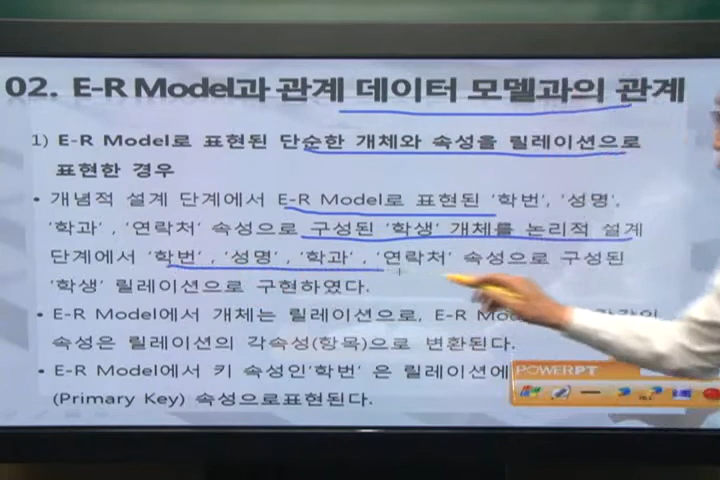 02. E-R Model과 관계 데이터 모델과의 관계
1) E-R Model로 표현된 단순한 개체와 속성을 릴레이션으로
표현한 경우
• 개념적 설계 단계에서 E-R Model로 표현된 '학번', '성명',
'학과', '연락처' 속성으로 구성된 '학생' 개체를 논리적 설계
단계에서 '학번', '성명', '학과', '연락처' 속성으로 구성된
'학생' 릴레이션으로 구현하였다.
• E-R Model에서 개체는 릴레이션으로, E-R
속성은 릴레이션의 각속성(항목)으로 변환된다.
• E-R Model에서 키 속성인'학번' 은 릴레이션에
(Primary Key) 속성으로표현된다.
POWERPT